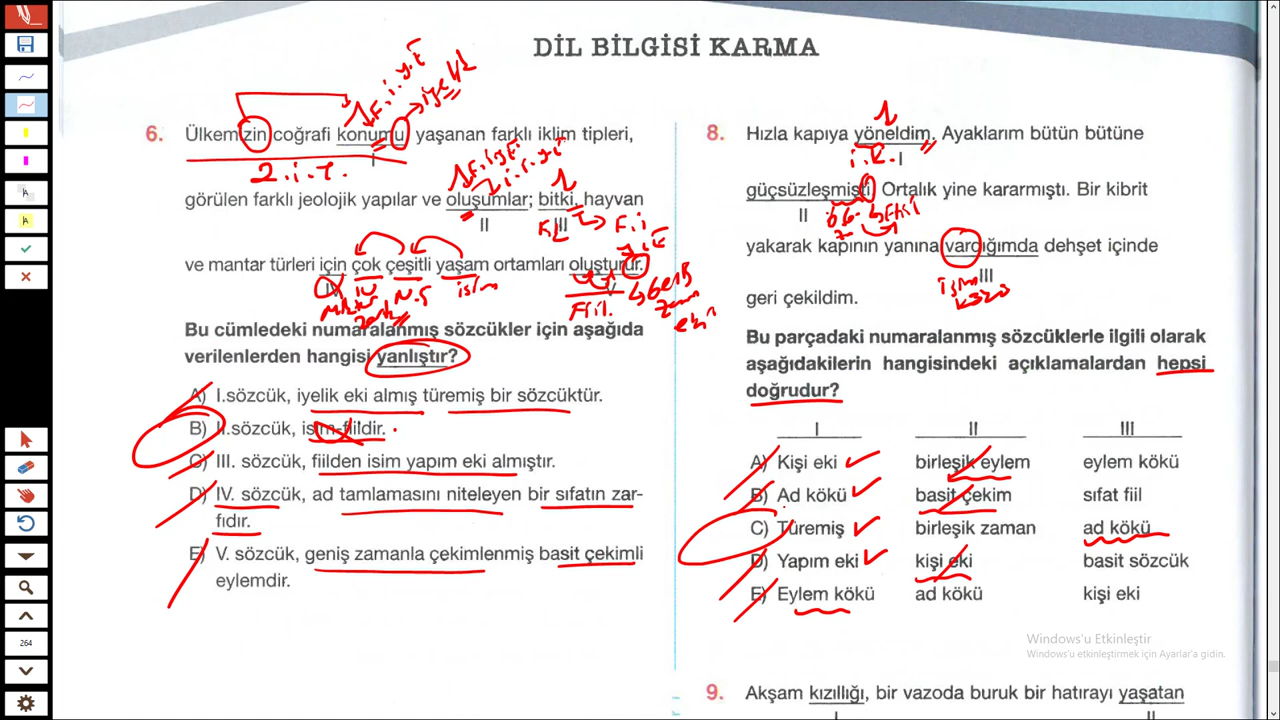 DİL BİLGİSİ KARMA
6. Ülkemizin coğrafi konumu yaşanan farklı iklim tipleri,
I
2.i.t.
F.i.y.E
iyelik
görülen farklı jeolojik yapılar ve oluşumlar; bitki, hayvan
II III
ve mantar türleri için çok çeşitli yaşam ortamları oluşturur.
IV V
isim
Fiil.
Bu cümledeki numaralanmış sözcükler için aşağıda
verilenlerden hangisi yanlıştır?
A) I.sözcük, iyelik eki almış türemiş bir sözcüktür.
B) II.sözcük, isim-fiildir.
C) III. sözcük, fiilden isim yapım eki almıştır.
D) IV. sözcük, ad tamlamasını niteleyen bir sıfatın zar-
fıdır.
E) V. sözcük, geniş zamanla çekimlenmiş basit çekimli
eylemdir.
8. Hızla kapıya yöneldim. Ayaklarım bütün bütüne
I
güçsüzleşmişti. Ortalık yine kararmıştı. Bir kibrit
II
yakarak kapının yanına vardığımda dehşet içinde
III
geri çekildim.
Bu parçadaki numaralanmış sözcüklerle ilgili olarak
aşağıdakilerin hangisindeki açıklamalardan hepsi
doğrudur?
I II III
A) Kişi eki birleşik eylem eylem kökü
B) Ad kökü basit çekim sıfat fiil
C) Türemiş birleşik zaman ad kökü
D) Yapım eki kişi eki basit sözcük
E) Eylem kökü ad kökü kişi eki
Windows'u Etkinleştir
Windows'u etkinleştirmek için Ayarlar'a gidin.
9. Akşam kızıllığı, bir vazoda buruk bir hatırayı yaşatan
I II
264